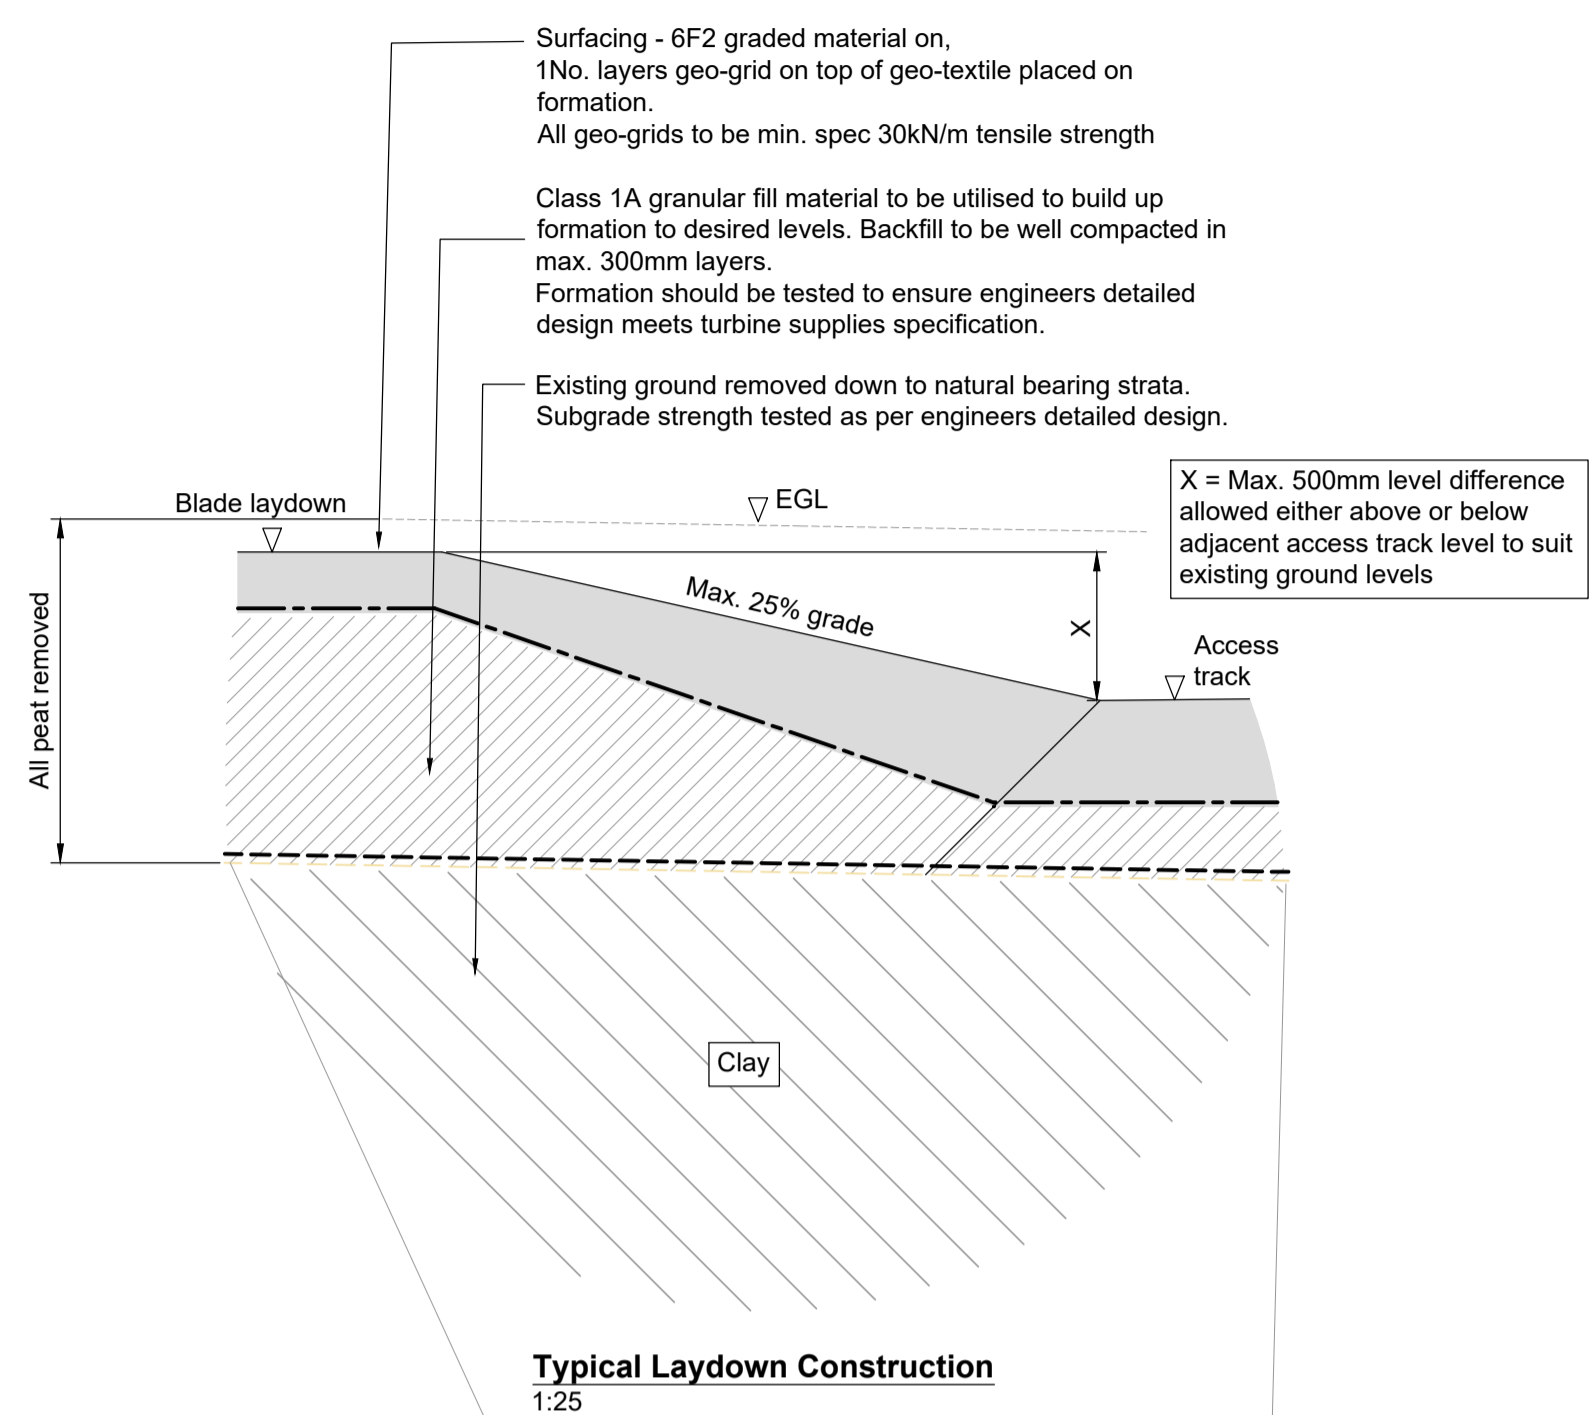 Surfacing - 6F2 graded material on,
1No. layers geo-grid on top of geo-textile placed on
formation.
All geo-grids to be min. spec 30kN/m tensile strength
Class 1A granular fill material to be utilised to build up
formation to desired levels. Backfill to be well compacted in
max. 300mm layers.
Formation should be tested to ensure engineers detailed
design meets turbine supplies specification.
Existing ground removed down to natural bearing strata.
Subgrade strength tested as per engineers detailed design.
X = Max. 500mm level difference
allowed either above or below
adjacent access track level to suit
existing ground levels
Blade laydown
EGL
Max. 25% grade
X
Access
track
All peat removed
Clay
Typical Laydown Construction
1:25